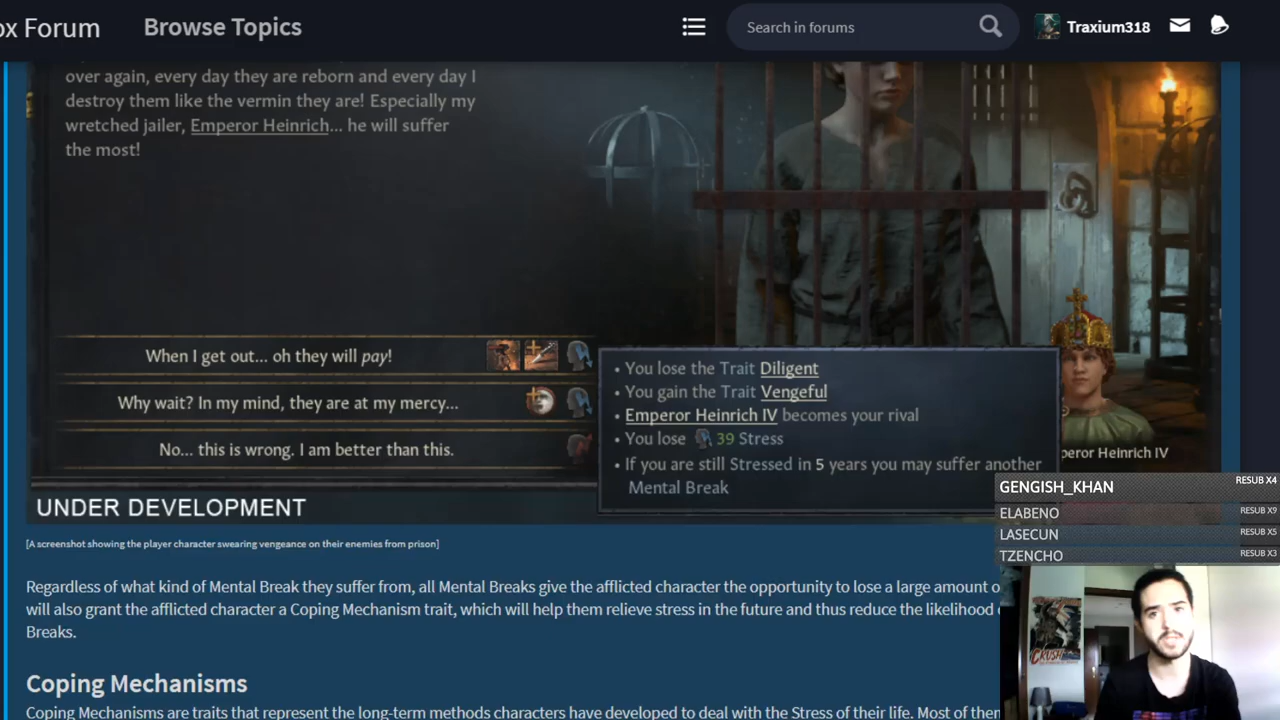 ox Forum
Browse Topics
Search in forums
Traxium318
over again, every day they are reborn and every day I
destroy them like the vermin they are! Especially my
wretched jailer, Emperor Heinrich... he will suffer
the most!
When I get out... oh they will pay!
Why wait? In my mind, they are at my mercy...
No... this is wrong. I am better than this.
• You lose the Trait Diligent
• You gain the Trait Vengeful
• Emperor Heinrich IV becomes your rival
• You lose 39 Stress
• If you are still Stressed in 5 years you may suffer another
Mental Break
peror Heinrich IV
UNDER DEVELOPMENT
GENGISH_KHAN RESUB X4
ELABENO RESUB X9
LASECUN RESUB X5
TZENCHO RESUB X3
[A screenshot showing the player character swearing vengeance on their enemies from prison]
Regardless of what kind of Mental Break they suffer from, all Mental Breaks give the afflicted character the opportunity to lose a large amount o
will also grant the afflicted character a Coping Mechanism trait, which will help them relieve stress in the future and thus reduce the likelihood
Breaks.
Coping Mechanisms
Coping Mechanisms are traits that represent the long-term methods characters have developed to deal with the Stress of their life. Most of them
CRUSH